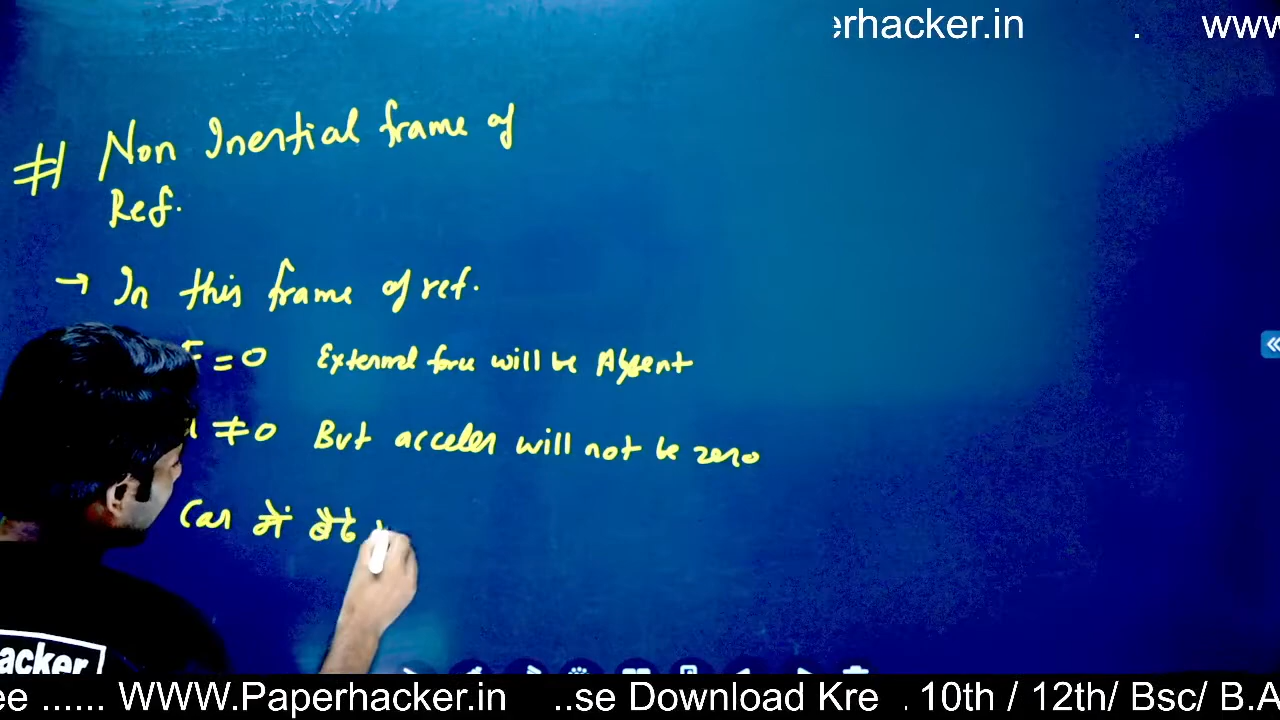 erhacker.in . www
# Non Inertial frame of
Ref.
→ In this frame of ref.
F = 0 External force will be Absent
a ≠ 0 But acceler will not be zero
Car में बैठे
acker
ee ...... WWW.Paperhacker.in ..se Download Kre . 10th / 12th/ Bsc/ B.A